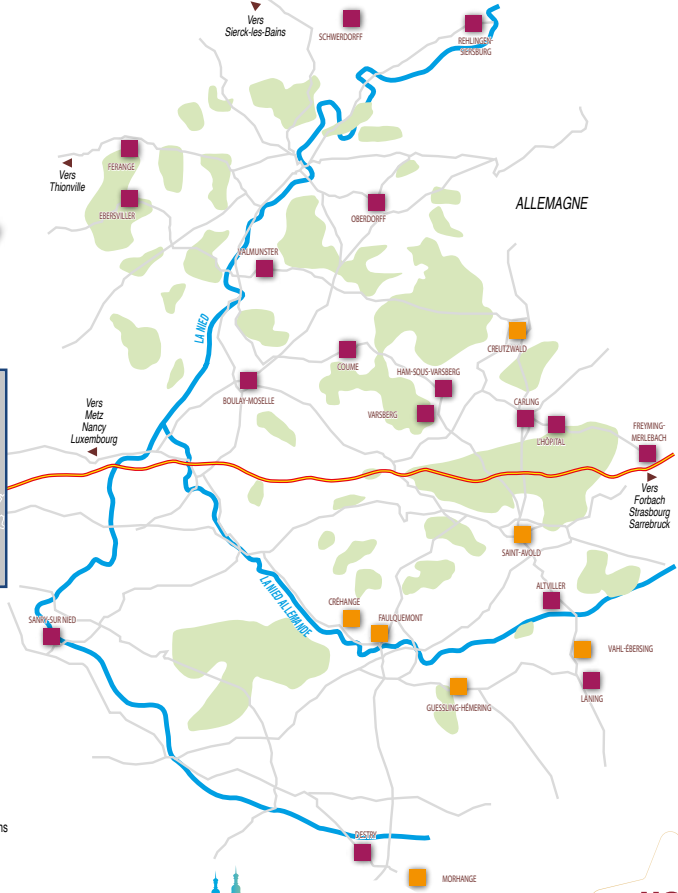 Vers
Sierck-les-Bains
SCHWERDORFF
REHLINGEN-
SIERSBURG
FERANGE
Vers
Thionville
EBERSVILLER
OBERDORFF
ALLEMAGNE
VALMUNSTER
LA NIED
CREUTZWALD
COUME
HAM-SOUS-VARSBERG
BOULAY-MOSELLE
VARSBERG
CARLING
L'HÔPITAL
Vers
Metz
Nancy
Luxembourg
FREYMING-
MERLEBACH
Vers
Forbach
Strasbourg
Sarrebruck
SAINT-AVOLD
LA NIED ALLEMANDE
ALTVILLER
CRÉHANGE
FAULQUEMONT
SANRY-SUR NIED
VAHL-ÉBERSING
LANING
GUESSLING-HÉMERING
ns
DESTRY
MORHANGE